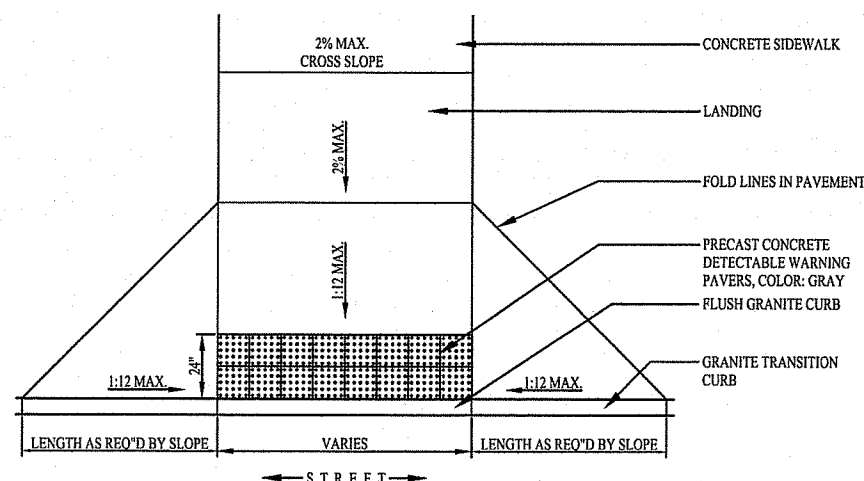 2% MAX.
CROSS SLOPE
CONCRETE SIDEWALK
LANDING
2% MAX.
FOLD LINES IN PAVEMENT
PRECAST CONCRETE
DETECTABLE WARNING
PAVERS, COLOR: GRAY
1:12 MAX
FLUSH GRANITE CURB
24"
GRANITE TRANSITION
CURB
1:12 MAX.
1:12 MAX.
LENGTH AS REQ"D BY SLOPE
VARIES
LENGTH AS REQ"D BY SLOPE
STREET